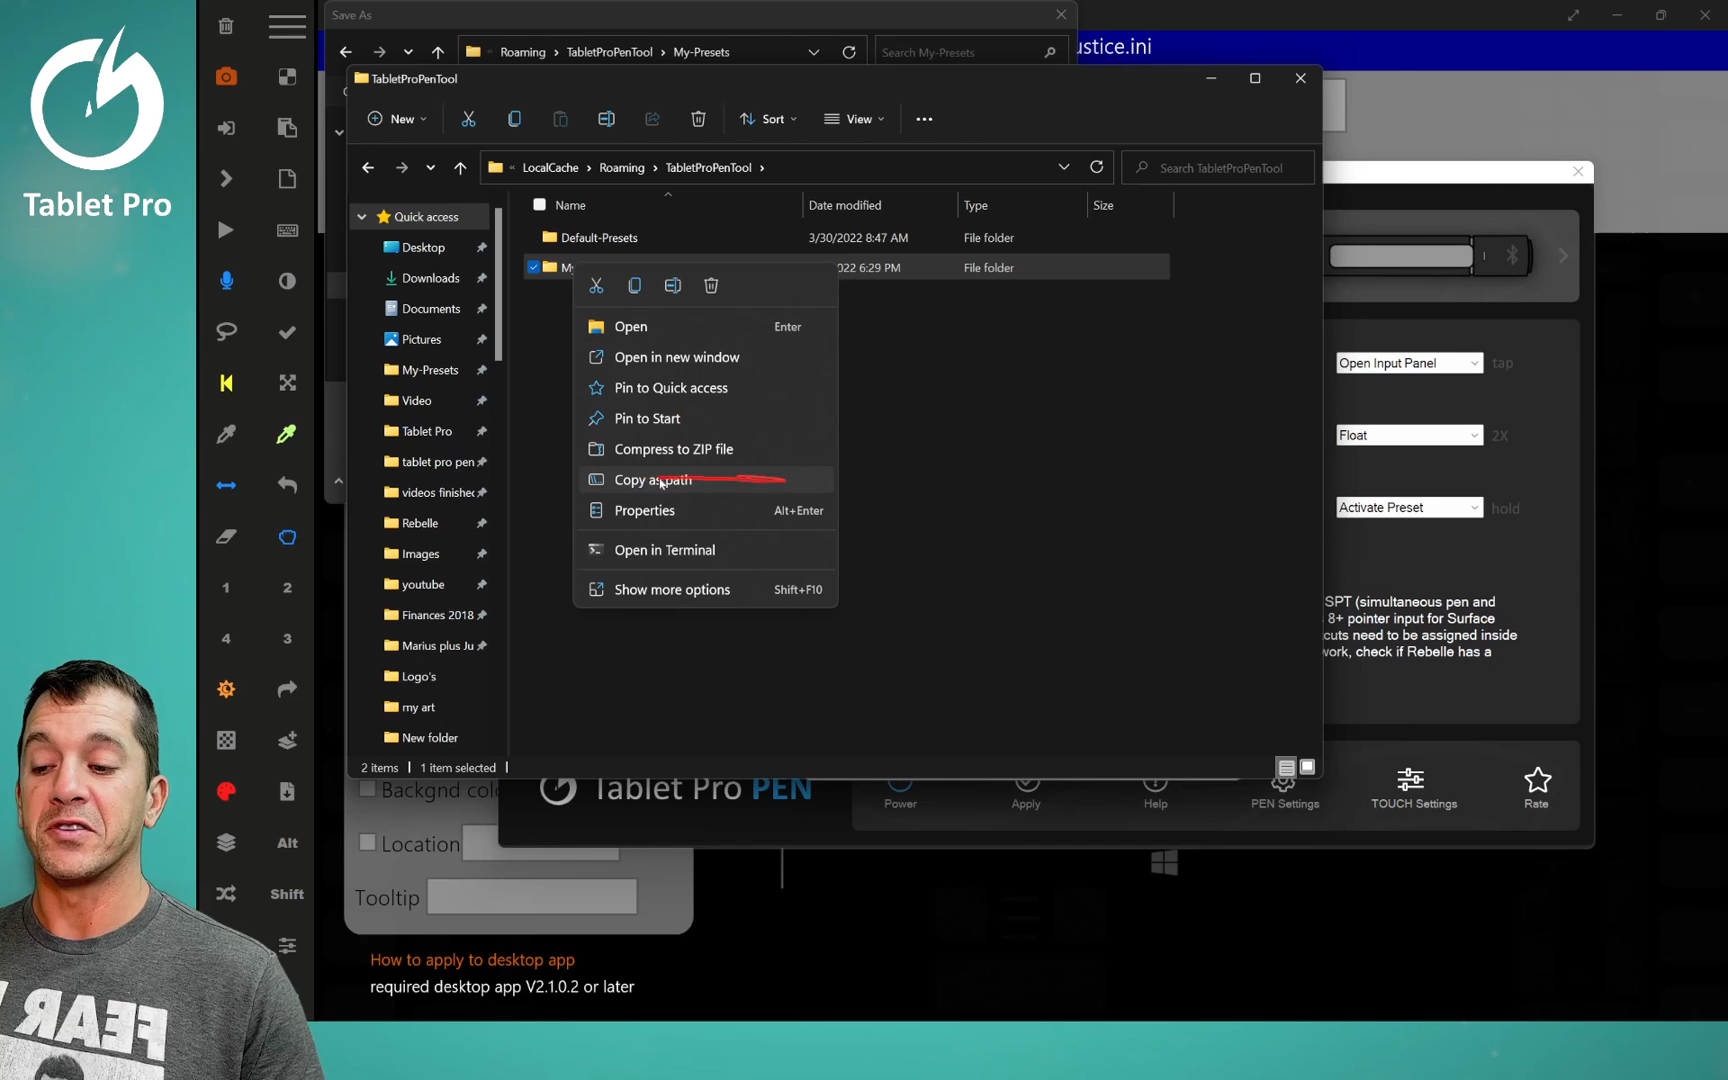 Tablet Pro
Save As
Roaming > TabletProPenTool > My-Presets
Search My-Presets
ustice.ini
TabletProPenTool
New
Sort
View
LocalCache > Roaming > TabletProPenTool >
Search TabletProPenTool
Name
Date modified
Type
Size
Quick access
Default-Presets
3/30/2022 8:47 AM
File folder
My
022 6:29 PM
File folder
Desktop
Downloads
Documents
Pictures
My-Presets
Video
Tablet Pro
tablet pro pen
videos finished
Rebelle
Images
youtube
Finances 2018
Marius plus Ju
Logo's
my art
New folder
Open
Enter
Open in new window
Pin to Quick access
Pin to Start
Compress to ZIP file
Copy as path
Properties
Alt+Enter
Open in Terminal
Show more options
Shift+F10
2 items
1 item selected
Open Input Panel
tap
Float
2X
Activate Preset
hold
SPT (simultaneous pen and
8+ pointer input for Surface
cuts need to be assigned inside
work, check if Rebelle has a
1
2
4
3
Alt
Shift
Tablet Pro PEN
Power
Apply
Help
PEN Settings
TOUCH Settings
Rate
Backgnd colo
Location
Tooltip
How to apply to desktop app
required desktop app V2.1.0.2 or later
FEAR